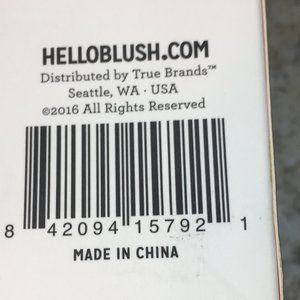 HELLOBLUSH.COM
Distributed by True Brands™
Seattle, WA · USA
©2016 All Rights Reserved
8 42094 15792 1
MADE IN CHINA